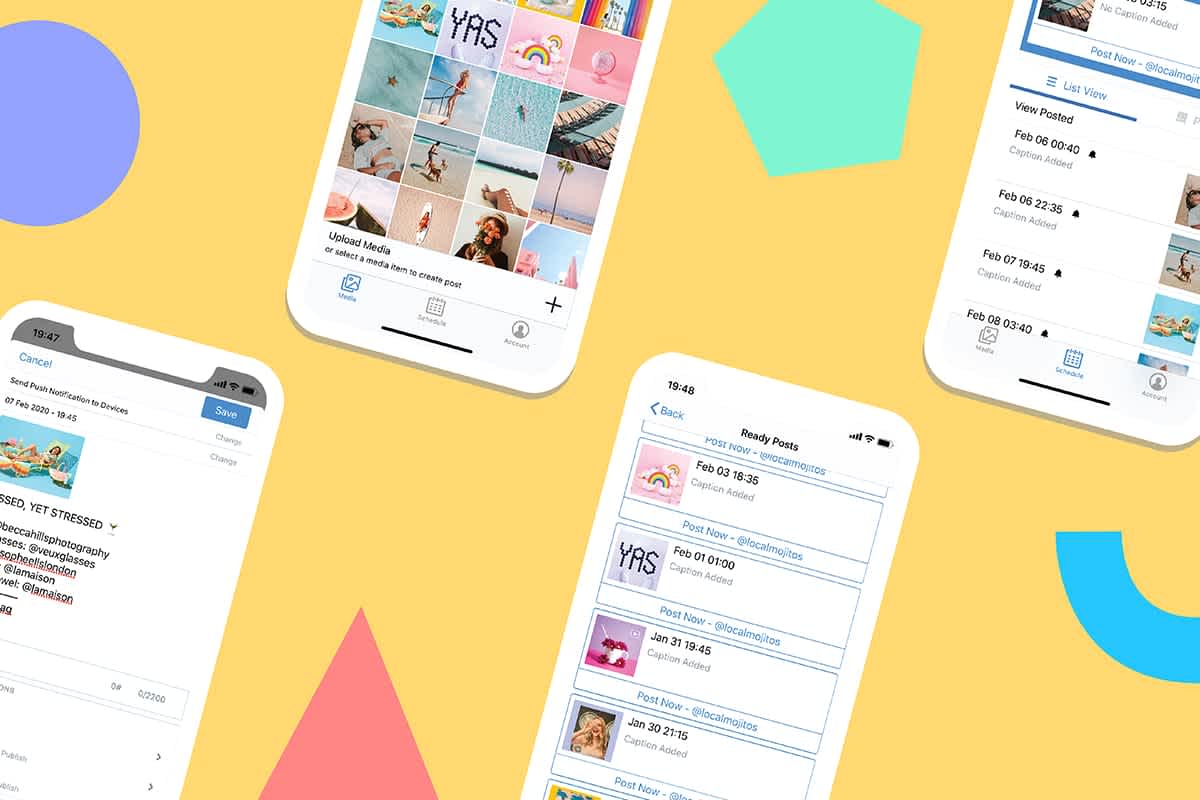 YAS
Upload Media
or select a media item to create post
Media
Schedule
Account
03:15
No Caption Added
Post Now - @localmojitos
List View
View Posted
Feb 06 00:40
Caption Added
Feb 06 22:35
Caption Added
Feb 07 19:45
Caption Added
Feb 08 03:40
Media
Schedule
Account
19:47
Cancel
Save
Send Push Notification to Devices
07 Feb 2020 - 19:45
Change
Change
SSED, YET STRESSED 🍸
@beccahillsphotography
asses: @veuxglasses
sopheellslondon
: @lamaison
wel: @lamaison
ag
0# 0/2200
ONS
Publish
blish
19:48
Back
Ready Posts
Post Now - @localmojitos
Feb 03 18:35
Caption Added
Post Now - @localmojitos
YAS
Feb 01 01:00
Caption Added
Post Now - @localmojitos
Jan 31 19:45
Caption Added
Post Now - @localmojitos
Jan 30 21:15
Caption Added
Post Now - @localmojitos